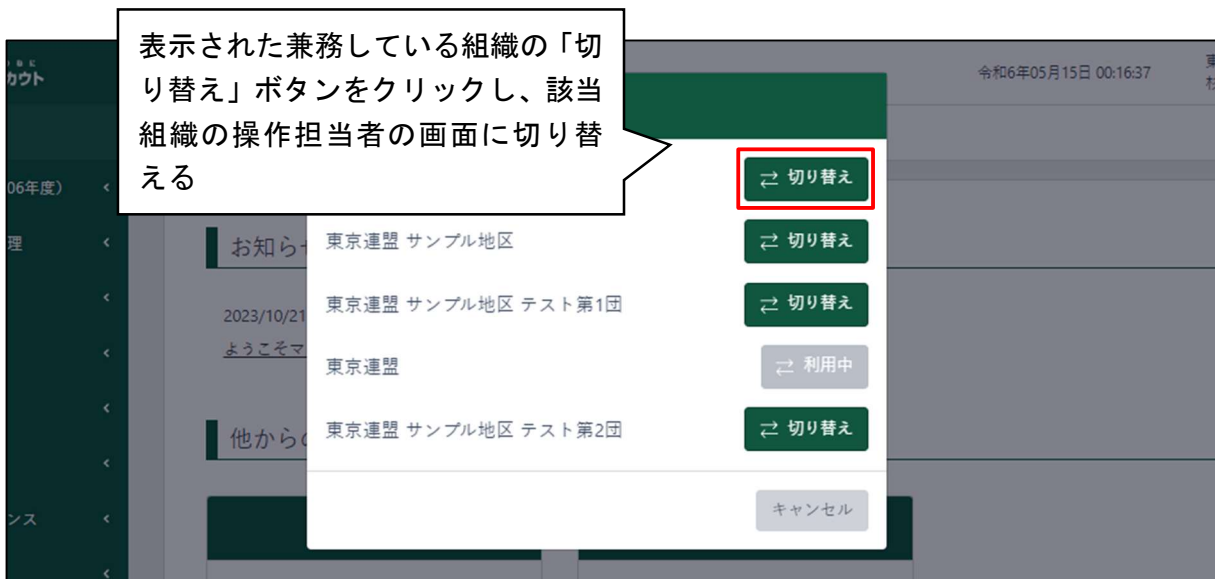 表示された兼務している組織の「切
り替え」ボタンをクリックし、該当
組織の操作担当者の画面に切り替
える
カウト
令和6年05月15日 00:16:37
06年度)
切り替え
理
お知らせ
東京連盟 サンプル地区
切り替え
2023/10/21
東京連盟 サンプル地区 テスト第1団
切り替え
ようこそマ
東京連盟
利用中
他からの
東京連盟 サンプル地区 テスト第2団
切り替え
キャンセル
ンス